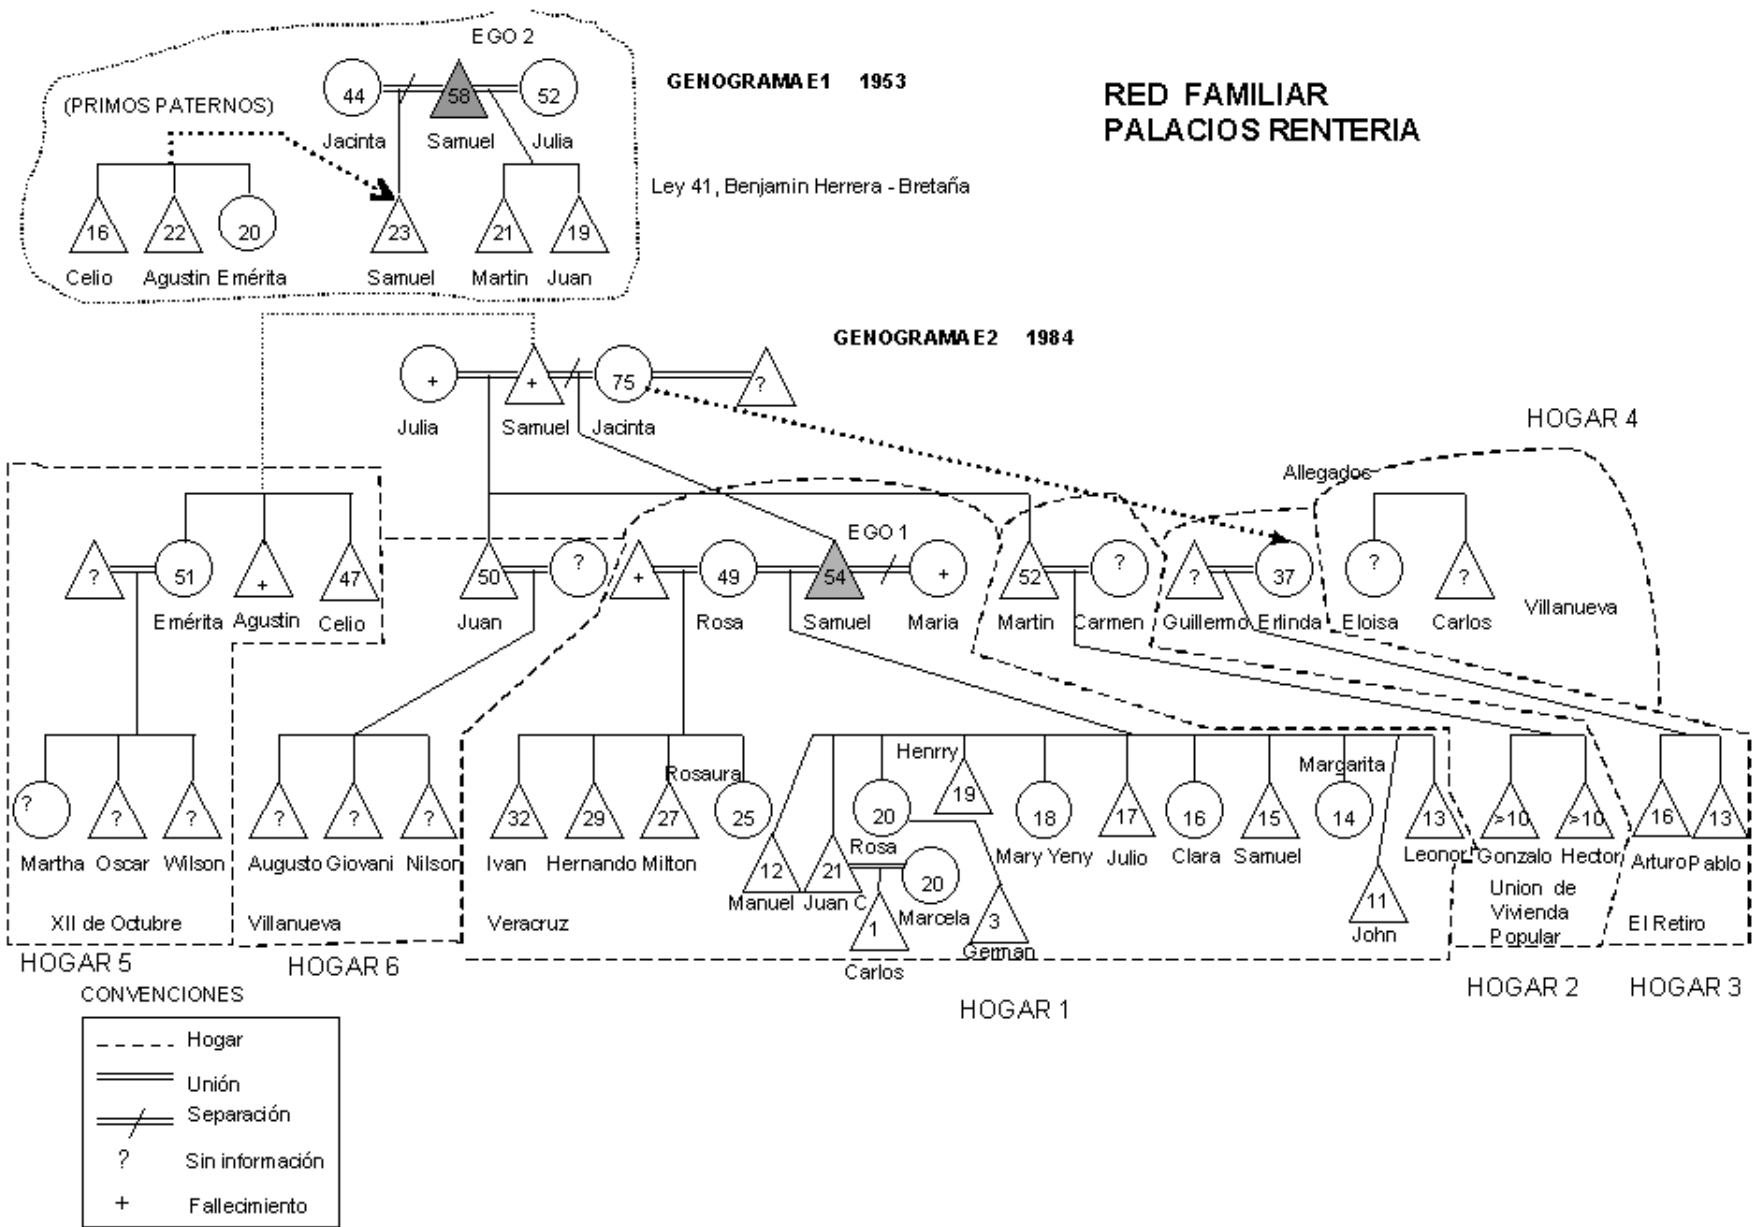 EGO 2
GENOGRAMA E1 1953
RED FAMILIAR
PALACIOS RENTERIA
44
58
52
(PRIMOS PATERNOS)
Jacinta Samuel Julia
Ley 41, Benjamin Herrera - Bretaña
16 22 20 23 21 19
Celio Agustin Emérita Samuel Martin Juan
GENOGRAMA E2 1984
+ + 75 ?
Julia Samuel Jacinta
HOGAR 4
Allegados
EGO 1
? 51 + 47 50 ? + 49 54 + 52 ? ? 37 ? ?
Emérita Agustin Celio Juan Rosa Samuel Maria Martin Carmen Guillermo Erlinda Eloisa Carlos
Villanueva
Henrry
Rosaura
Margarita
? ? ? ? ? ? 32 29 27 25 20 19 18 17 16 15 14 13 >10 >10 16 13
Martha Oscar Wilson Augusto Giovani Nilson Ivan Hernando Milton Rosa Mary Yeny Julio Clara Samuel Leonor Gonzalo Hector Arturo Pablo
12 21 20
Manuel Juan C Marcela
11
John
1 3
Carlos German
XII de Octubre
Villanueva
Veracruz
Union de
Vivienda
Popular
El Retiro
HOGAR 5
HOGAR 6
HOGAR 1
HOGAR 2
HOGAR 3
CONVENCIONES
Hogar
Unión
Separación
? Sin información
+ Fallecimiento